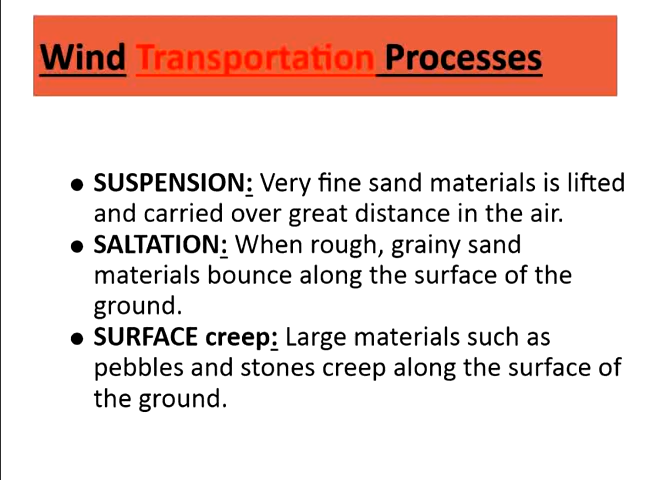 Wind Transportation Processes
● SUSPENSION: Very fine sand materials is lifted
and carried over great distance in the air.
● SALTATION: When rough, grainy sand
materials bounce along the surface of the
ground.
● SURFACE creep: Large materials such as
pebbles and stones creep along the surface of
the ground.